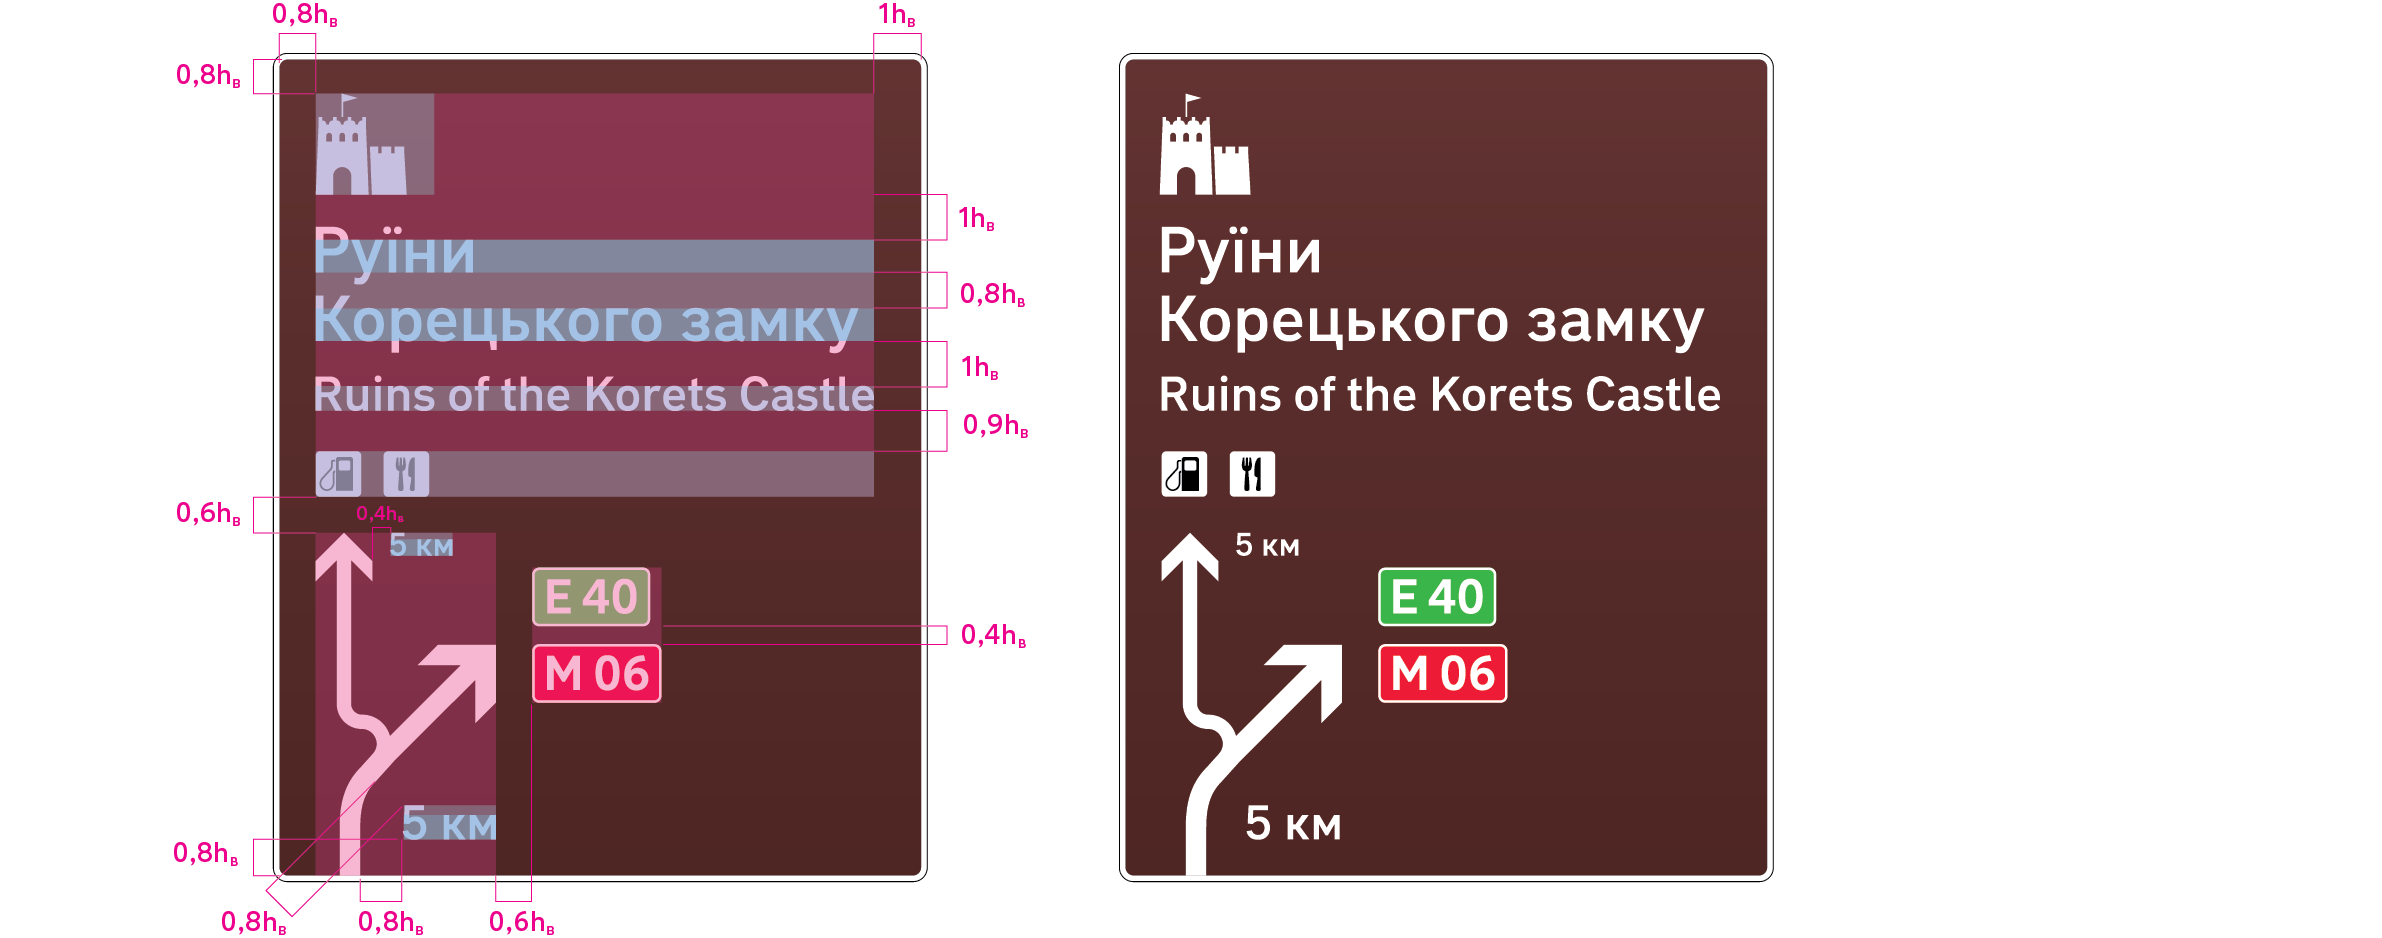 0,8hв
1hв
0,8hв
1hв
Руїни
0,8hв
Корецького замку
1hв
Ruins of the Korets Castle
0,9hв
0,6hв
0,4hв
5 км
E 40
0,4hв
M 06
5 км
0,8hв
0,8hв
0,8hв
0,6hв
Руїни
Корецького замку
Ruins of the Korets Castle
5 км
E 40
M 06
5 км